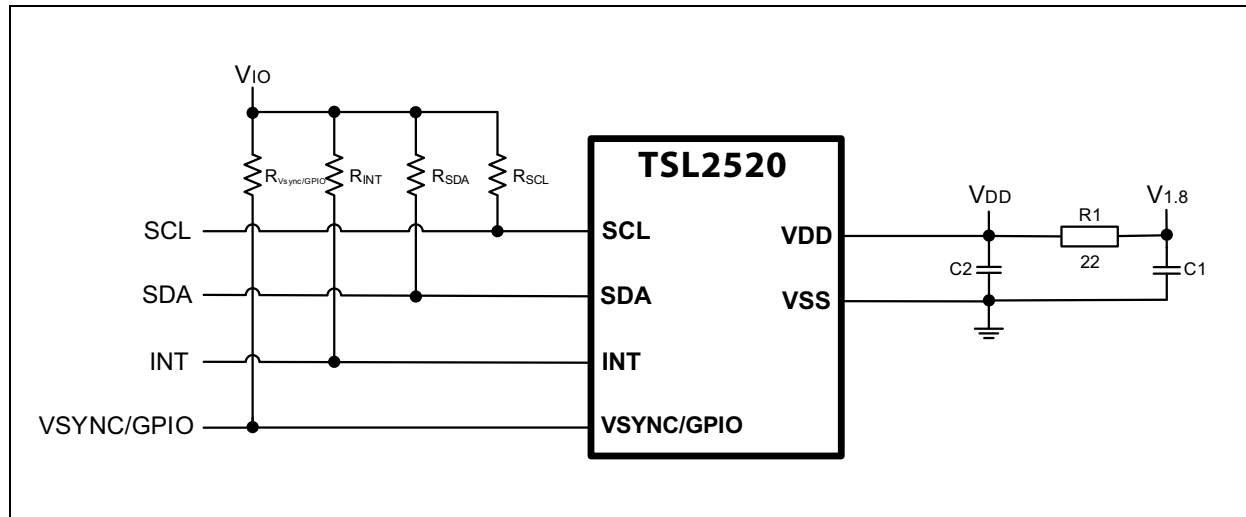 VIO
RVsync/GPIO
RINT
RSDA
RSCL
TSL2520
SCL
SCL
SDA
SDA
INT
INT
VSYNC/GPIO
VSYNC/GPIO
VDD
VSS
VDD
R1
22
V1.8
C2
C1